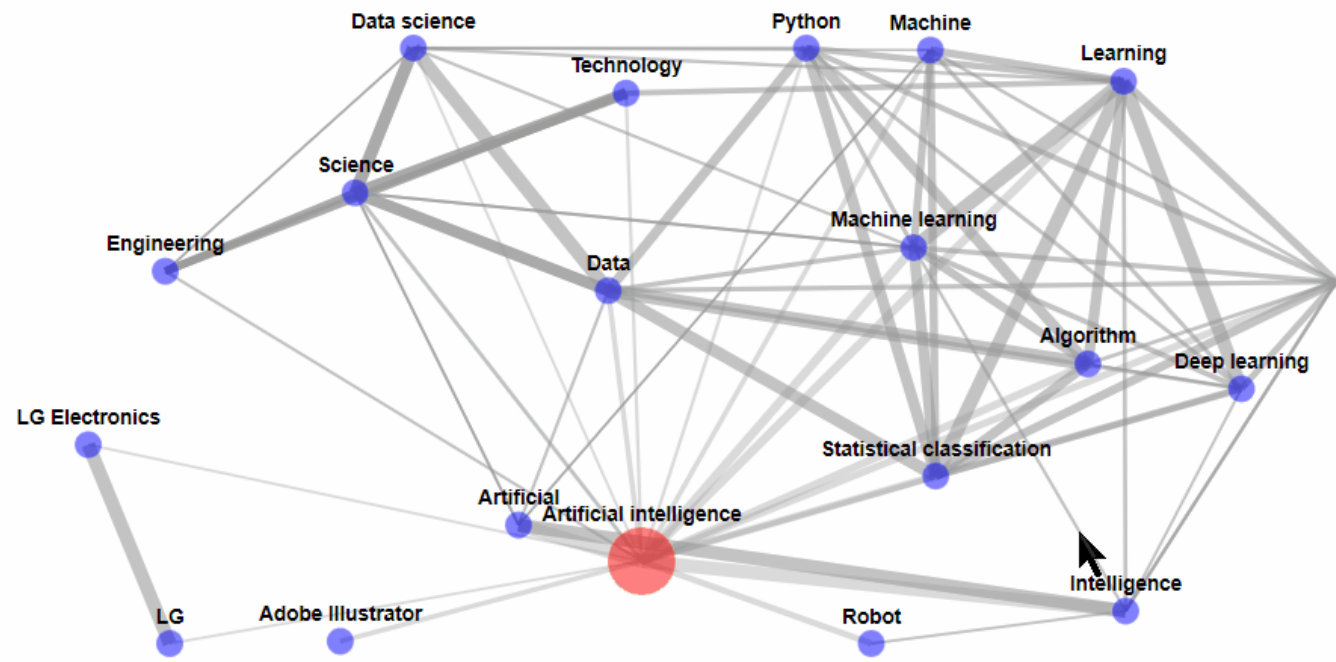 Data science
Python
Machine
Learning
Technology
Science
Machine learning
Engineering
Data
Algorithm
Deep learning
LG Electronics
Statistical classification
Artificial
Artificial intelligence
Intelligence
LG
Adobe Illustrator
Robot